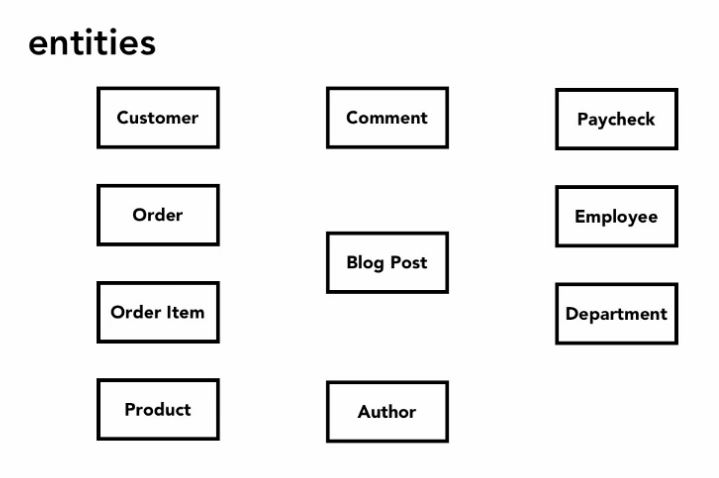 entities
Customer
Order
Order Item
Product
Comment
Blog Post
Author
Paycheck
Employee
Department